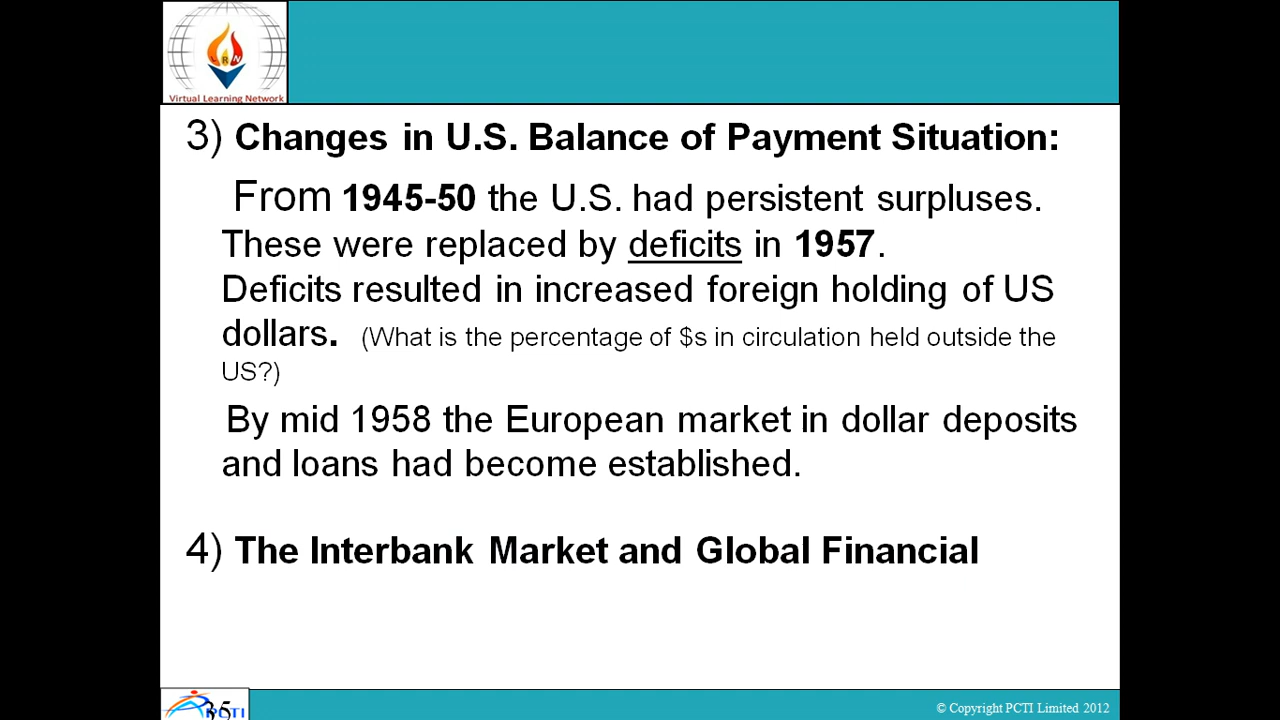 LRN
Virtual Learning Network
3) Changes in U.S. Balance of Payment Situation:
From 1945-50 the U.S. had persistent surpluses.
These were replaced by deficits in 1957.
Deficits resulted in increased foreign holding of US
dollars. (What is the percentage of $s in circulation held outside the
US?)
By mid 1958 the European market in dollar deposits
and loans had become established.
4) The Interbank Market and Global Financial
35
PCTI
© Copyright PCTI Limited 2012